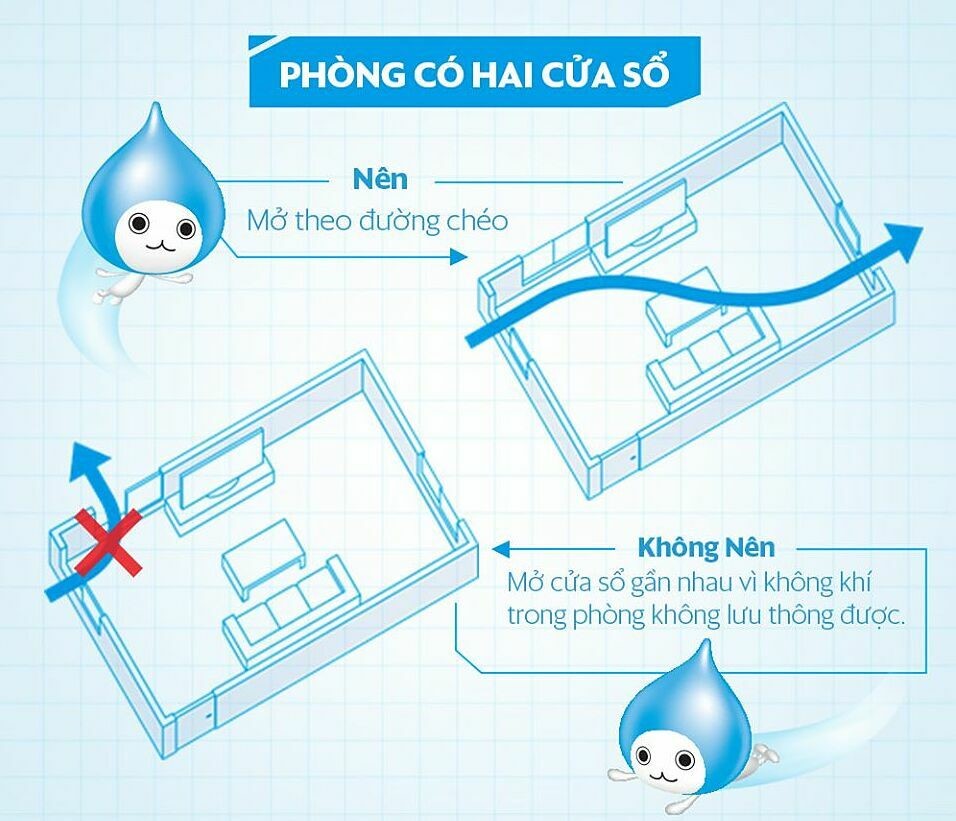 PHÒNG CÓ HAI CỬA SỔ
Nên
Mở theo đường chéo
Không Nên
Mở cửa sổ gần nhau vì không khí
trong phòng không lưu thông được.